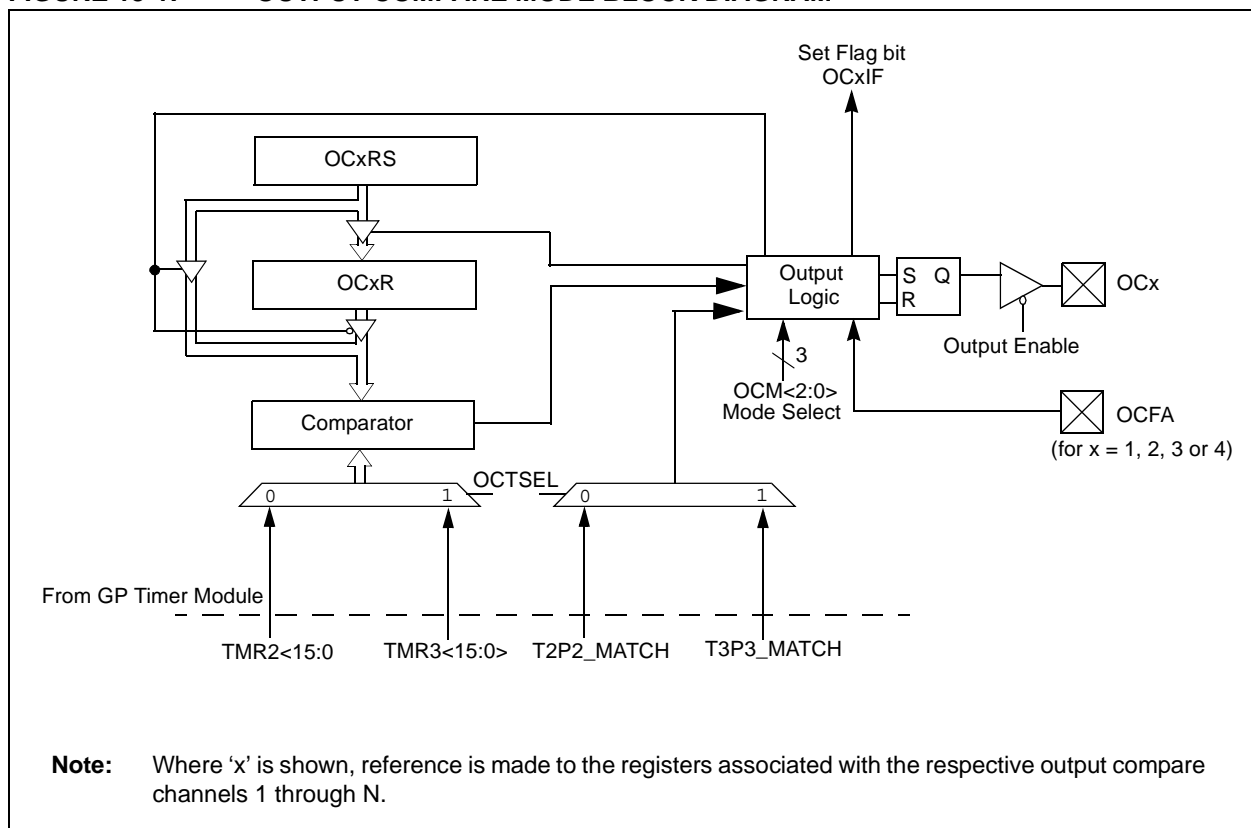 Set Flag bit
OCxIF
OCxRS
OCxR
Output
Logic
S Q
R
OCx
Output Enable
3
OCM<2:0>
Mode Select
OCFA
(for x = 1, 2, 3 or 4)
Comparator
OCTSEL
0 1 0 1
From GP Timer Module
TMR2<15:0 TMR3<15:0> T2P2_MATCH T3P3_MATCH
Note: Where ‘x’ is shown, reference is made to the registers associated with the respective output compare
channels 1 through N.